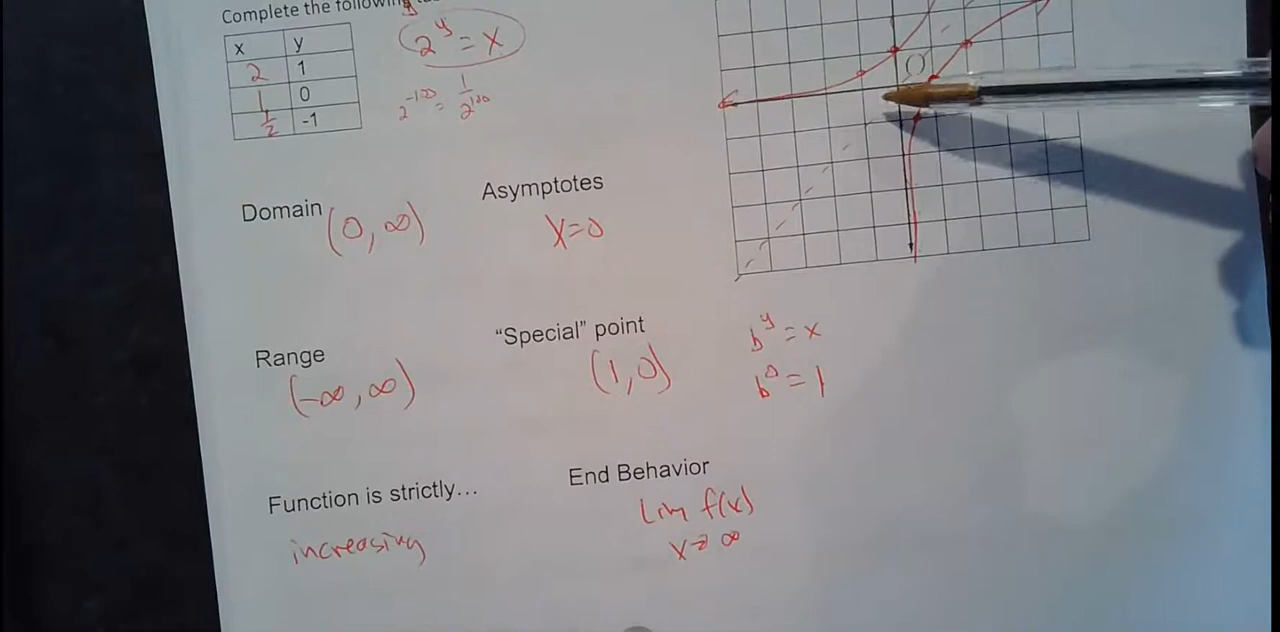 Complete the following
x y
2 1
1 0
1/2 -1
2^y = x
2^-100 = 1/2^100
Domain
(0, ∞)
Asymptotes
x=0
Range
(-∞, ∞)
"Special" point
(1,0)
b^y = x
b^0 = 1
Function is strictly...
increasing
End Behavior
Lim f(x)
x→∞